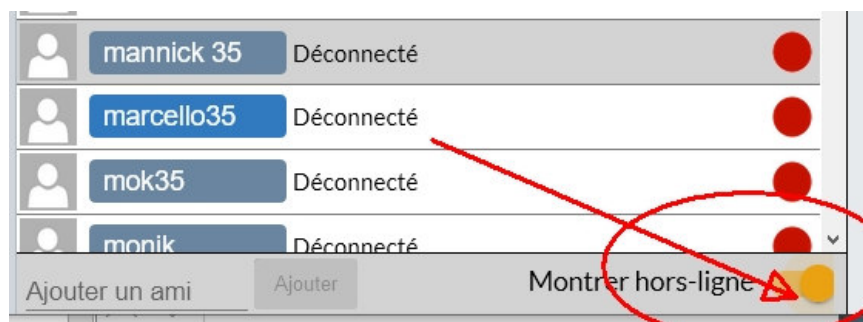 mannick 35 Déconnecté
marcello35 Déconnecté
mok35 Déconnecté
monik Déconnecté
Ajouter un ami Ajouter Montrer hors-ligne